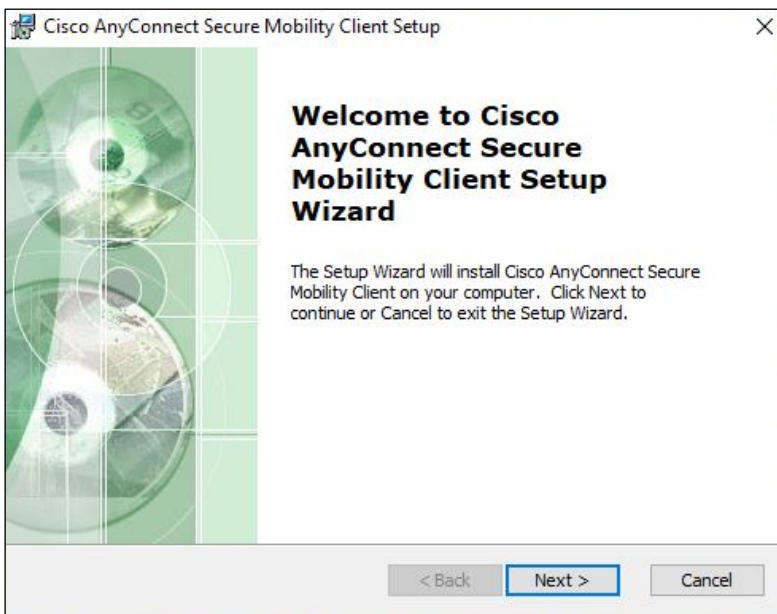 Cisco AnyConnect Secure Mobility Client Setup
Welcome to Cisco
AnyConnect Secure
Mobility Client Setup
Wizard
The Setup Wizard will install Cisco AnyConnect Secure
Mobility Client on your computer. Click Next to
continue or Cancel to exit the Setup Wizard.
< Back
Next >
Cancel